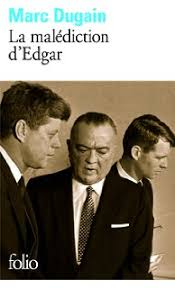 Marc Dugain
La malédiction
d'Edgar
folio